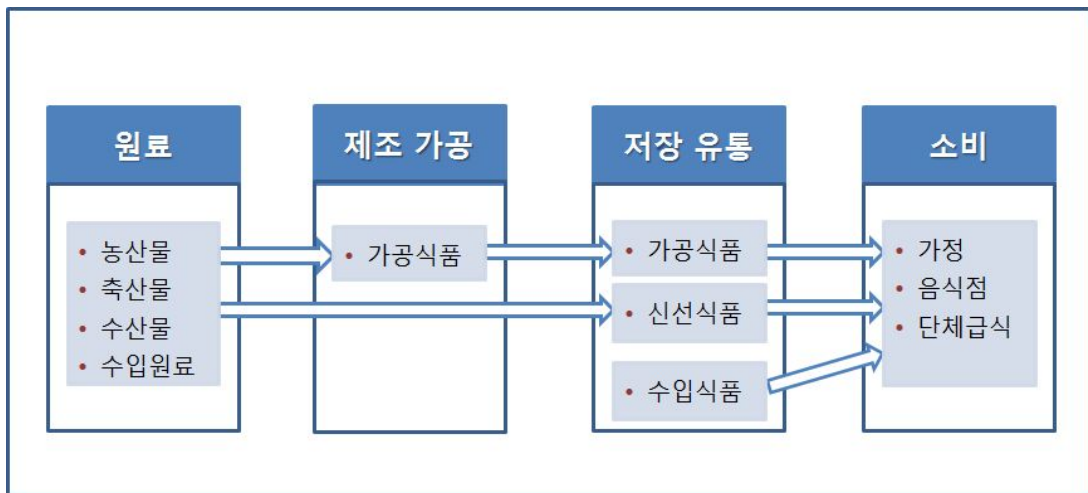 원료
• 농산물
• 축산물
• 수산물
• 수입원료
제조 가공
• 가공식품
저장 유통
• 가공식품
• 신선식품
• 수입식품
소비
• 가정
• 음식점
• 단체급식